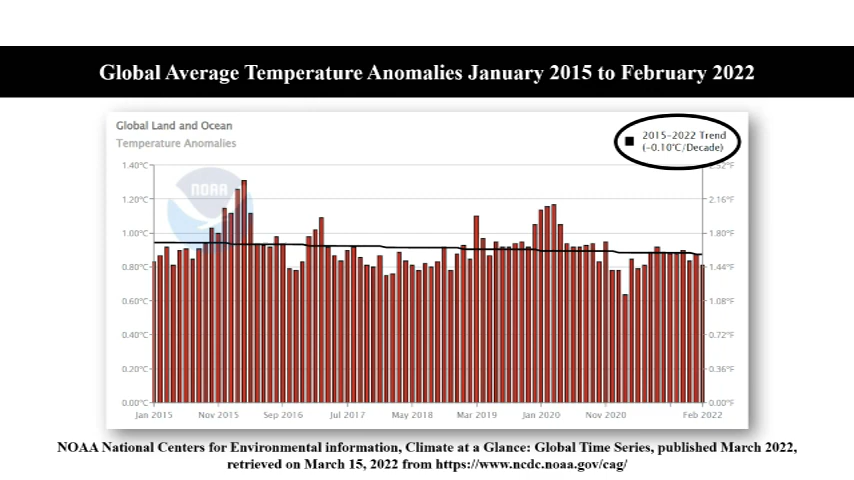 Global Average Temperature Anomalies January 2015 to February 2022
Global Land and Ocean
Temperature Anomalies
2015-2022 Trend
(-0.10°C/Decade)
1.40°C 2.52°F
NOAA
1.20°C 2.16°F
1.00°C 1.80°F
0.80°C 1.44°F
0.60°C 1.08°F
0.40°C 0.72°F
0.20°C 0.36°F
0.00°C 0.00°F
Jan 2015 Nov 2015 Sep 2016 Jul 2017 May 2018 Mar 2019 Jan 2020 Nov 2020 Feb 2022
NOAA National Centers for Environmental information, Climate at a Glance: Global Time Series, published March 2022,
retrieved on March 15, 2022 from https://www.ncdc.noaa.gov/cag/